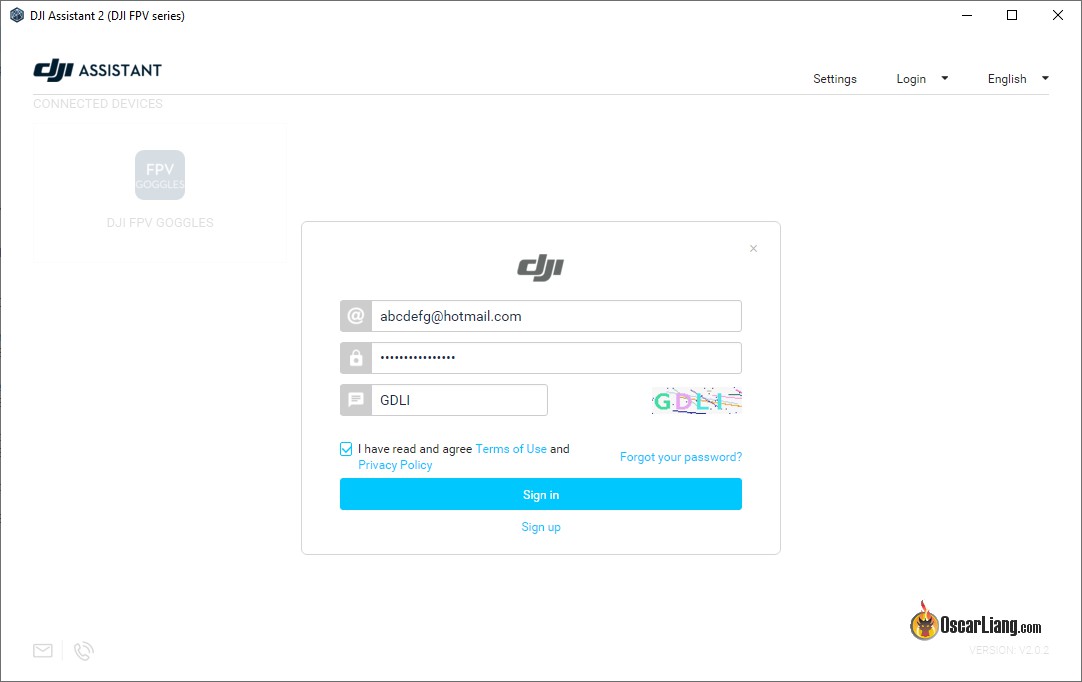 DJI Assistant 2 (DJI FPV series)
dji ASSISTANT
Settings
Login
English
CONNECTED DEVICES
FPV
GOGGLES
DJI FPV GOGGLES
dji
@
abcdefg@hotmail.com
••••••••••••••••
GDLI
GDLI
I have read and agree Terms of Use and
Privacy Policy
Forgot your password?
Sign in
Sign up
OscarLiang.com
VERSION: V2.0.2